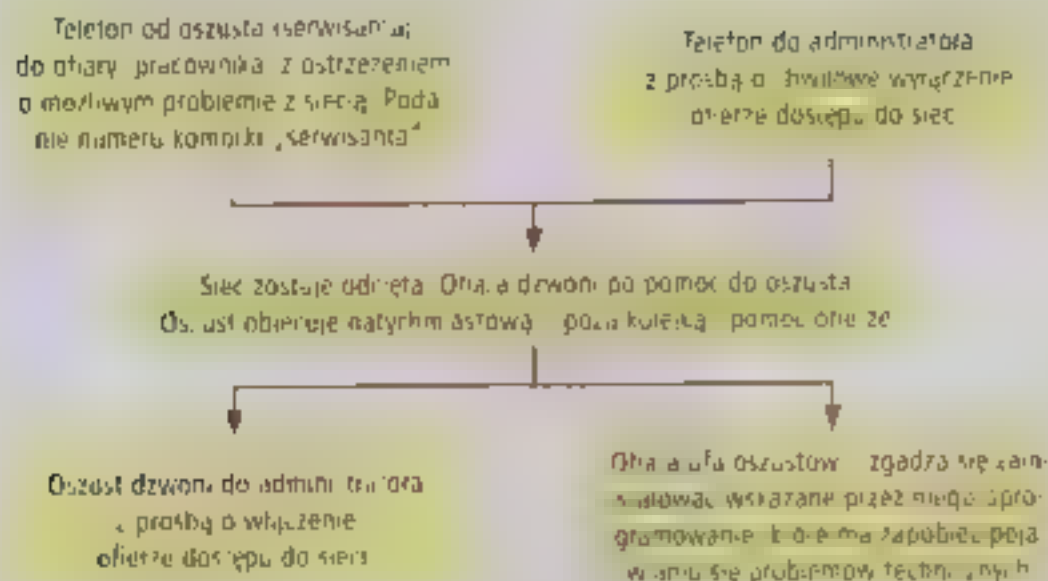 Telefon od oszusta „serwisanta”
do ofiary pracownika z ostrzeżeniem
o możliwym problemie z siecią Poda
nie numeru komórki „serwisanta”
Telefon do administratora
z prośbą o chwilowe wyłączenie
ofierze dostępu do sieci
Sieć zostaje odcięta Ofiara dzwoni po pomoc do oszusta
Oszust obiecuje natychmiastową poza kolejką pomoc ofierze
Oszust dzwoni do administratora
z prośbą o włączenie
ofierze dostępu do sieci
Ofiara ufa oszustowi zgadza się zain-
stalować wskazane przez niego opro-
gramowanie które ma zapobiec poja
wianiu się problemów technicznych